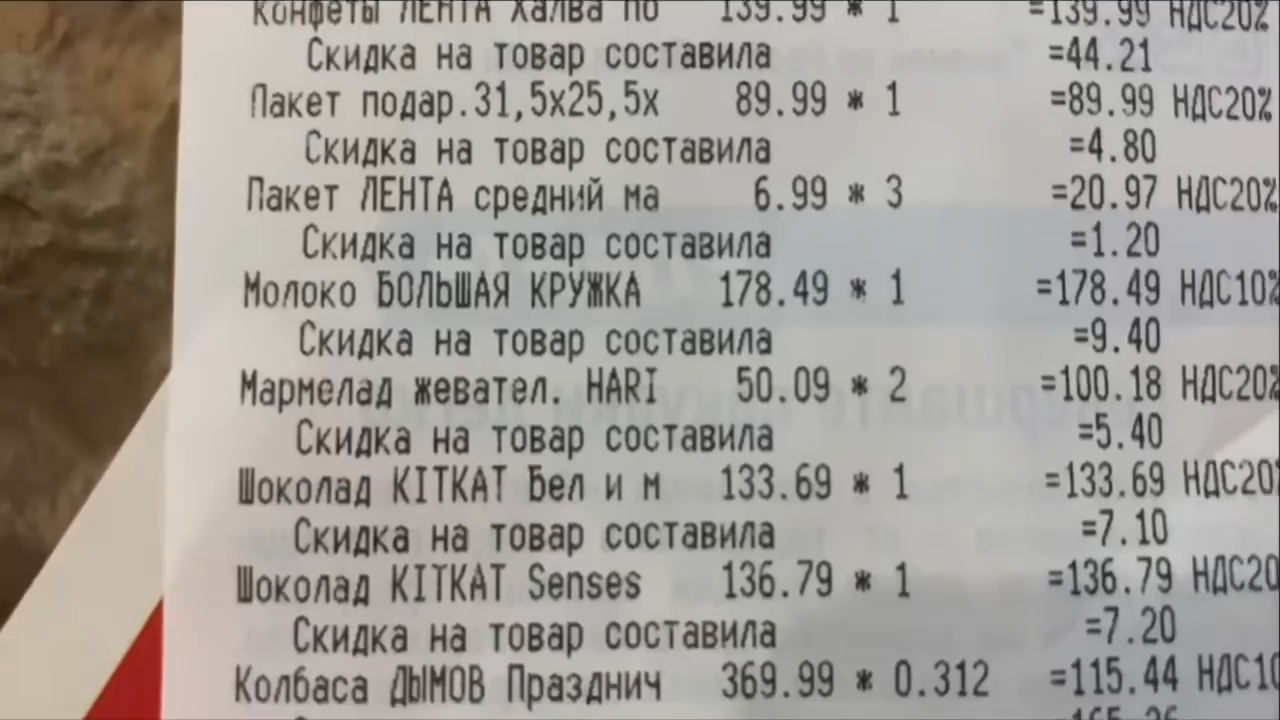 Конфеты ЛЕНТА Халва по 139.99 * 1 =139.99 НДС20%
Скидка на товар составила =44.21
Пакет подар.31,5х25,5х 89.99 * 1 =89.99 НДС20%
Скидка на товар составила =4.80
Пакет ЛЕНТА средний ма 6.99 * 3 =20.97 НДС20%
Скидка на товар составила =1.20
Молоко БОЛЬШАЯ КРУЖКА 178.49 * 1 =178.49 НДС10%
Скидка на товар составила =9.40
Мармелад жевател. HARI 50.09 * 2 =100.18 НДС20%
Скидка на товар составила =5.40
Шоколад KITKAT Бел и м 133.69 * 1 =133.69 НДС20%
Скидка на товар составила =7.10
Шоколад KITKAT Senses 136.79 * 1 =136.79 НДС20
Скидка на товар составила =7.20
Колбаса ДЫМОВ Празднич 369.99 * 0.312 =115.44 НДС10